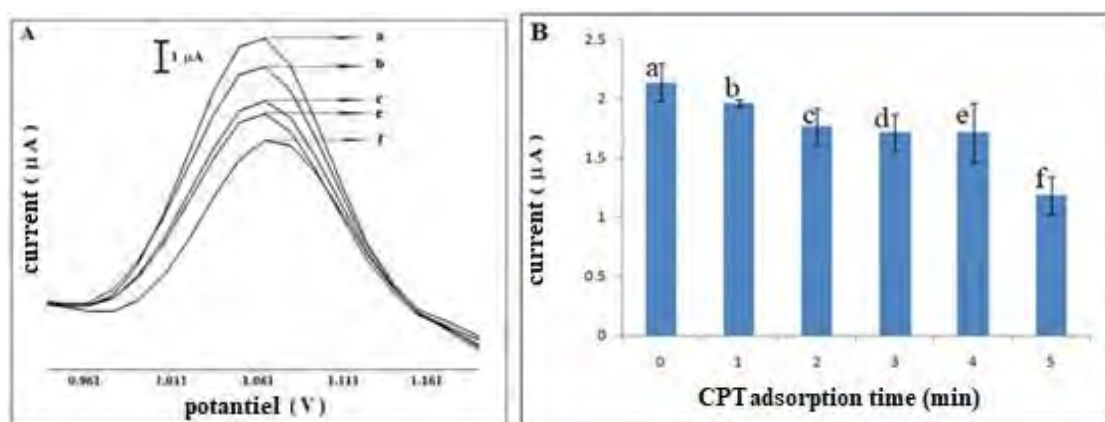 A
1 µA
a
b
c
e
f
current ( µA )
0.961
1.011
1.061
1.111
1.161
potantiel ( V )
B
2.5
2
1.5
1
0.5
0
a
b
c
d
e
f
current ( µA )
0
1
2
3
4
5
CPT adsorption time (min)